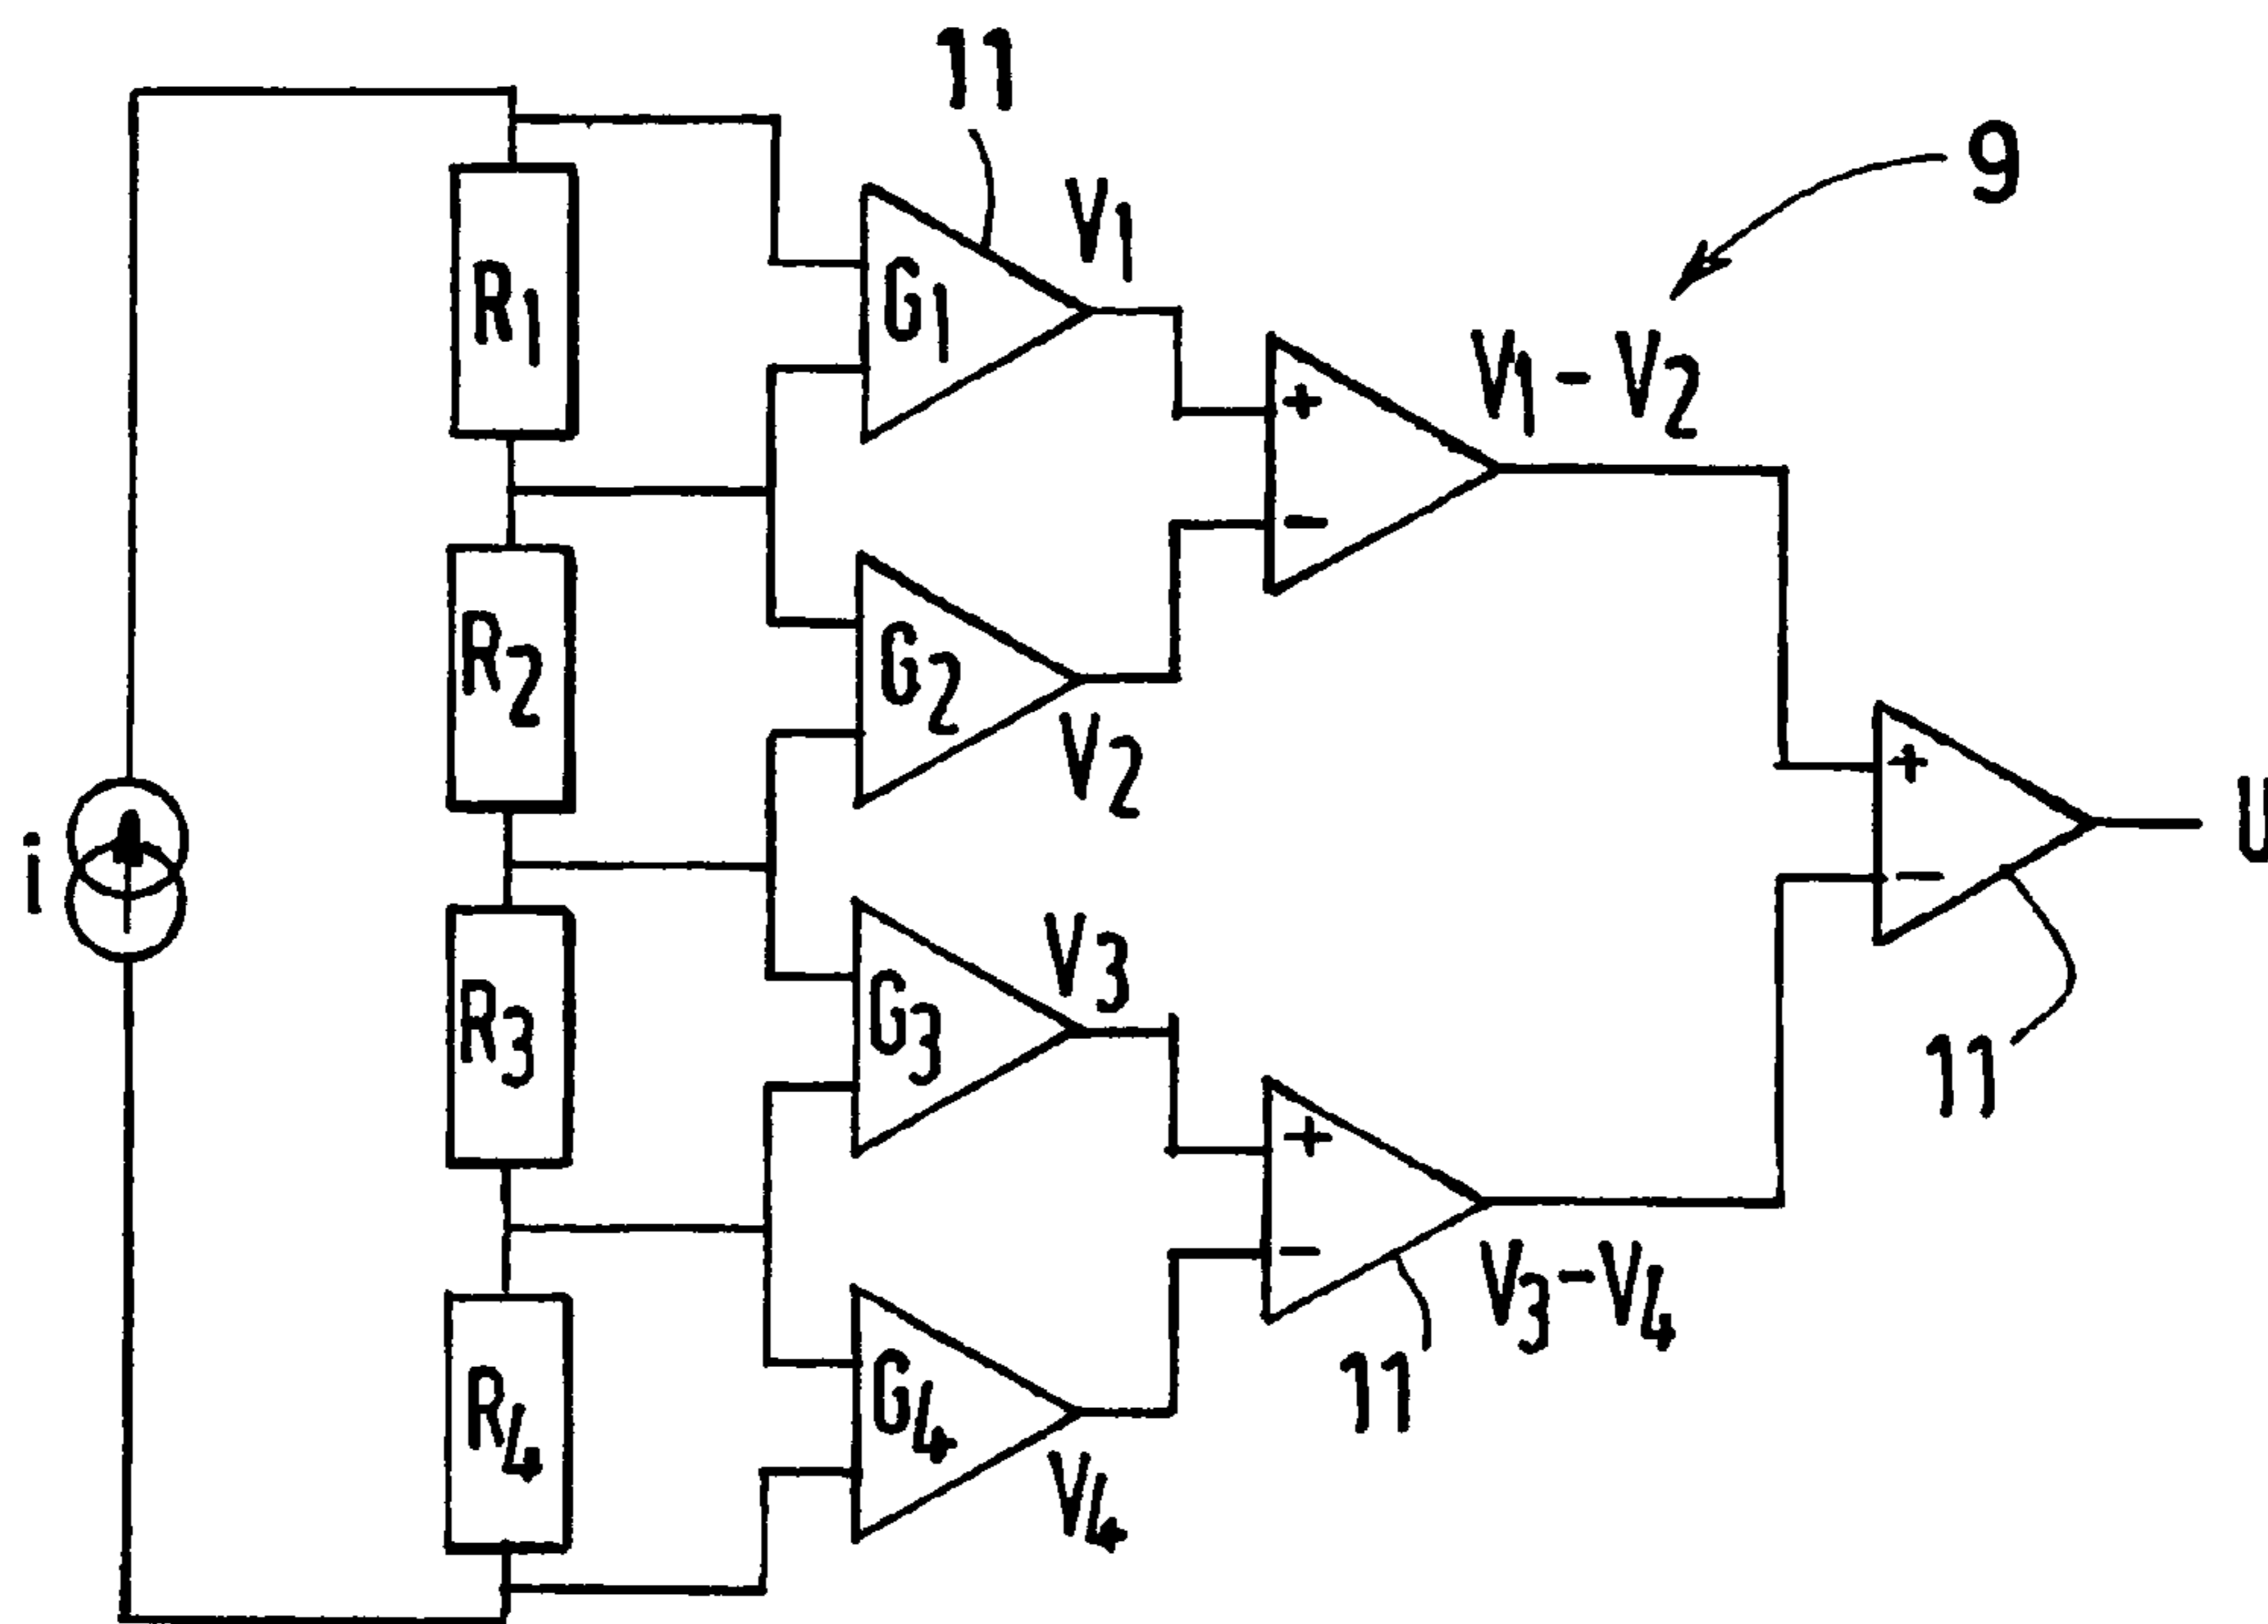 11
9
V1
R1
G1
V1 - V2
R2
G2
V2
i
+
-
+
-
U
R3
G3
V3
11
+
-
V3-V4
11
R4
G4
V4